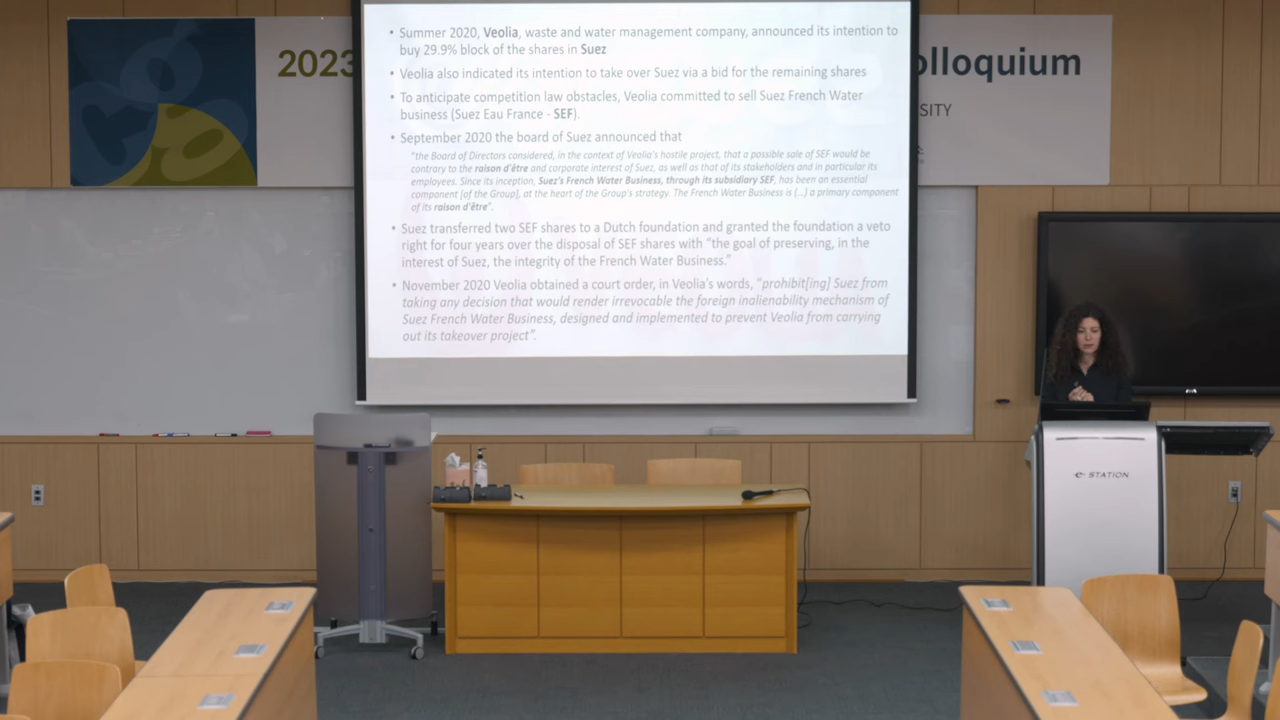 • Summer 2020, Veolia, waste and water management company, announced its intention to
buy 29.9% block of the shares in Suez
• Veolia also indicated its intention to take over Suez via a bid for the remaining shares
• To anticipate competition law obstacles, Veolia committed to sell Suez French Water
business (Suez Eau France - SEF).
• September 2020 the board of Suez announced that
"the Board of Directors considered, in the context of Veolia's hostile project, that a possible sale of SEF would be
contrary to the raison d'être and corporate interest of Suez, as well as that of its stakeholders and in particular its
employees. Since its inception, Suez's French Water Business, through its subsidiary SEF, has been an essential
component [of the Group], at the heart of the Group's strategy. The French Water Business is (...) a primary component
of its raison d'être".
• Suez transferred two SEF shares to a Dutch foundation and granted the foundation a veto
right for four years over the disposal of SEF shares with "the goal of preserving, in the
interest of Suez, the integrity of the French Water Business."
• November 2020 Veolia obtained a court order, in Veolia's words, "prohibit[ing] Suez from
taking any decision that would render irrevocable the foreign inalienability mechanism of
Suez French Water Business, designed and implemented to prevent Veolia from carrying
out its takeover project".
2023
olloquium
SITY
e-STATION